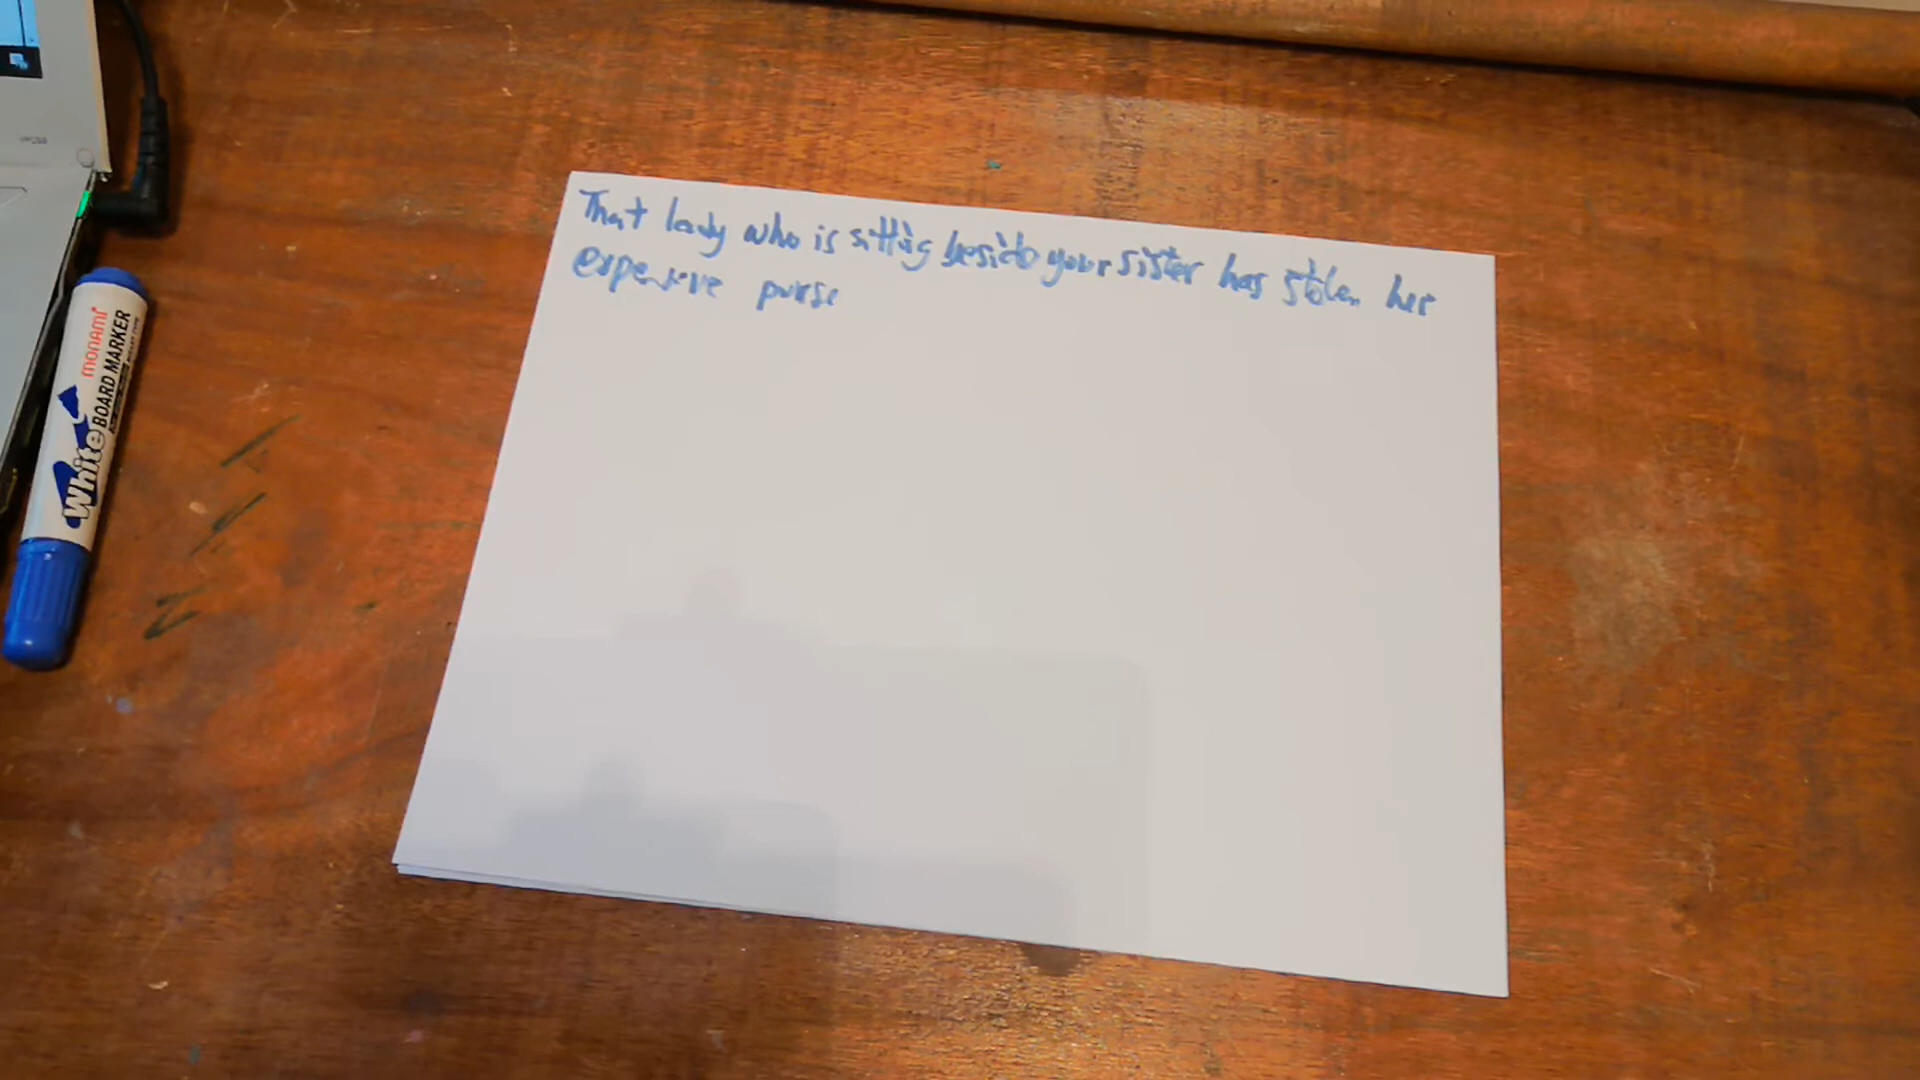 That lady who is sitting beside your sister has stolen her
expensive purse
monami
White BOARD MARKER